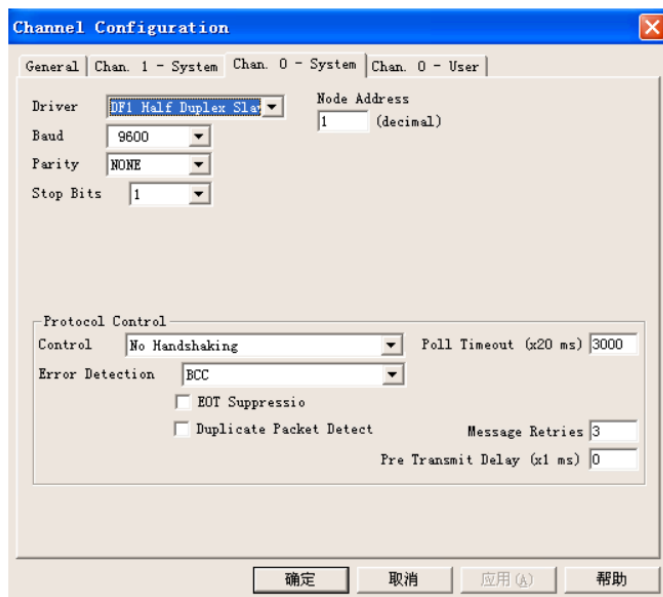 Channel Configuration
General Chan. 1 - System Chan. 0 - System Chan. 0 - User
Driver DF1 Half Duplex Sla Node Address
1 (decimal)
Baud 9600
Parity NONE
Stop Bits 1
Protocol Control
Control No Handshaking Poll Timeout (x20 ms) 3000
Error Detection BCC
EOT Suppressio
Duplicate Packet Detect Message Retries 3
Pre Transmit Delay (x1 ms) 0
确定 取消 应用(A) 帮助